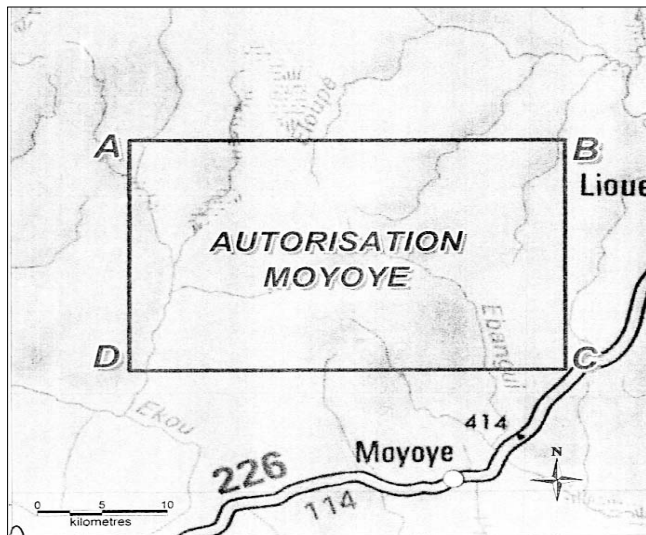 A
B
Lioue
AUTORISATION
MOYOYE
D
Ebangui
C
Ekou
414
Moyoye
N
226
114
0 5 10
kilometres